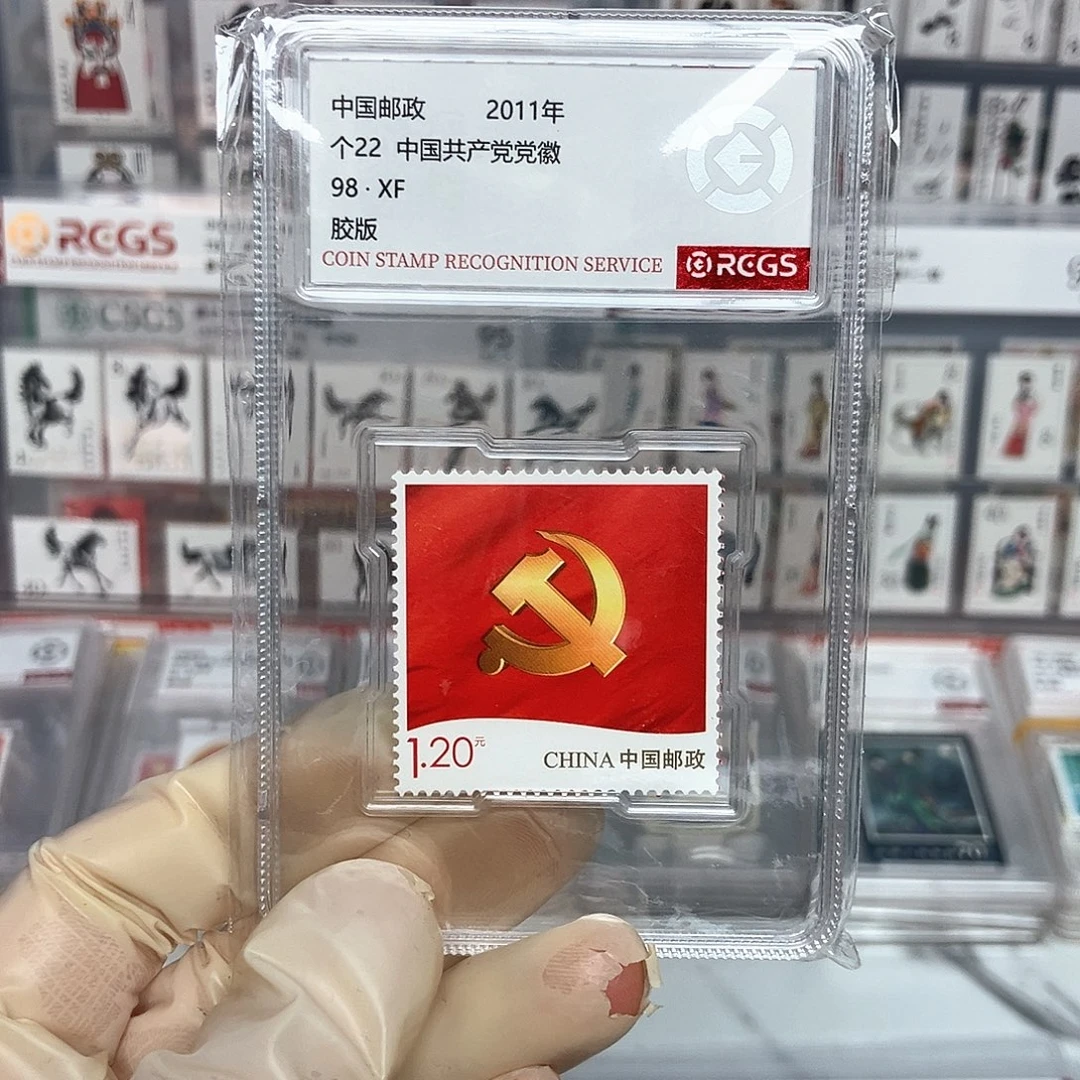 中国邮政 2011年
个22 中国共产党党徽
98 · XF
胶版
COIN STAMP RECOGNITION SERVICE RCGS
RCGS
CSGS
1.20元
CHINA 中国邮政